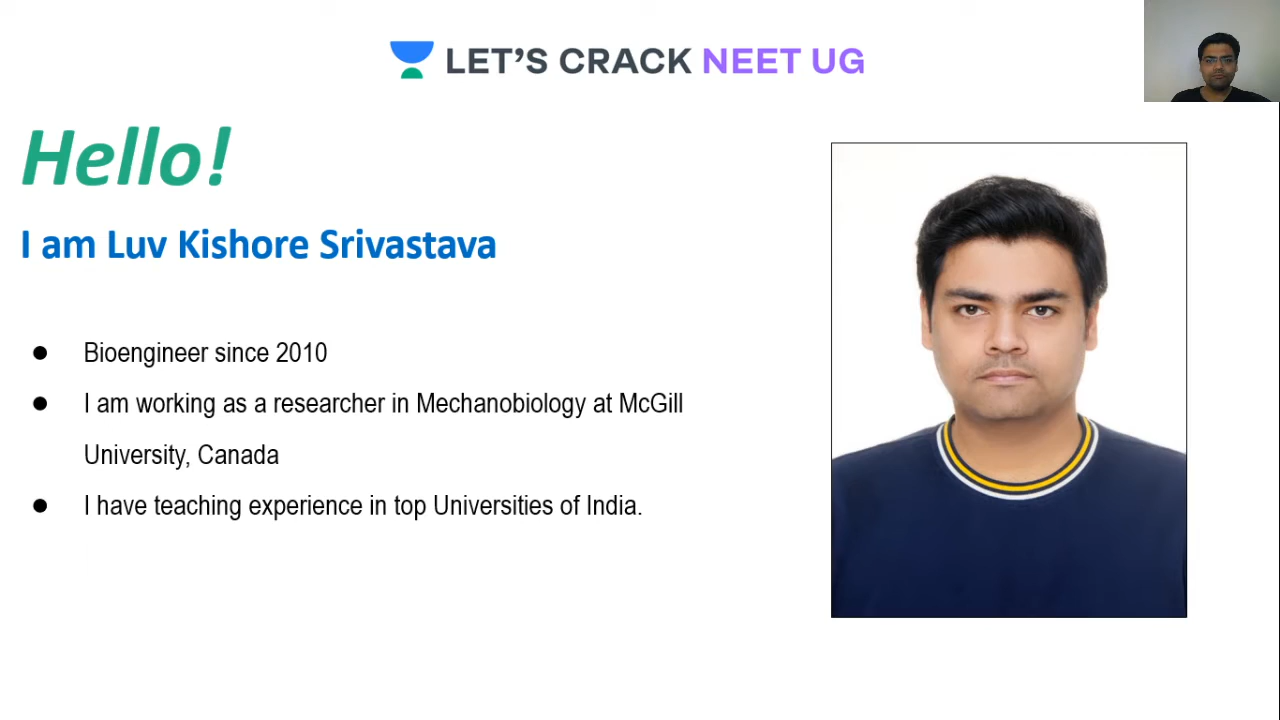 LET'S CRACK NEET UG
Hello!
I am Luv Kishore Srivastava
● Bioengineer since 2010
● I am working as a researcher in Mechanobiology at McGill
University, Canada
● I have teaching experience in top Universities of India.